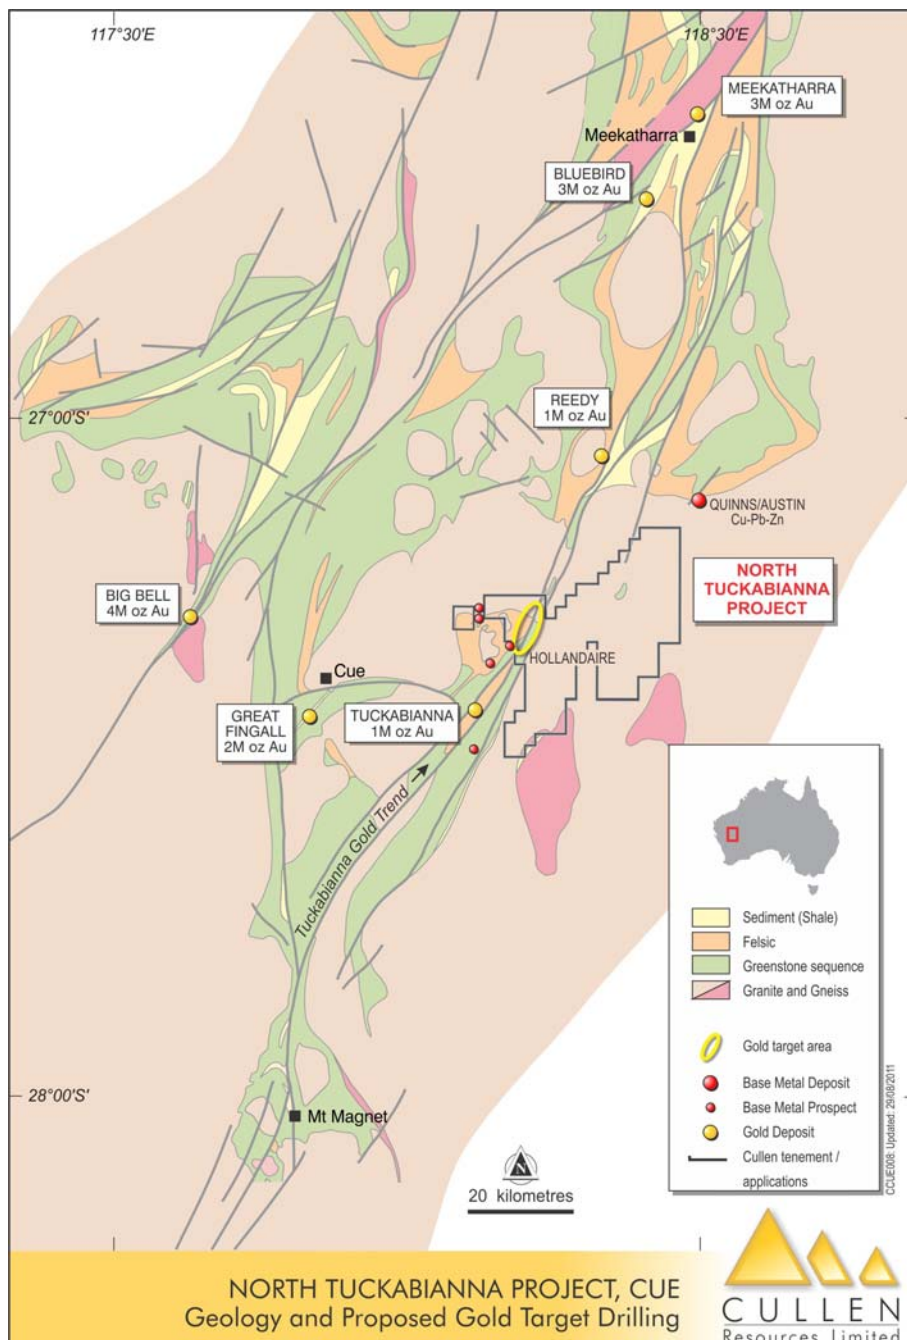 117°30'E
118°30'E
MEEKATHARRA
3M oz Au
Meekatharra
BLUEBIRD
3M oz Au
REEDY
1M oz Au
27°00'S'
QUINNS/AUSTIN
Cu-Pb-Zn
NORTH
TUCKABIANNA
PROJECT
BIG BELL
4M oz Au
HOLLANDAIRE
Cue
GREAT
FINGALL
2M oz Au
TUCKABIANNA
1M oz Au
Tuckabianna Gold Trend
Sediment (Shale)
Felsic
Greenstone sequence
Granite and Gneiss
Gold target area
Base Metal Deposit
Base Metal Prospect
Gold Deposit
Cullen tenement /
applications
CCUE008: Updated: 29/08/2011
28°00'S'
Mt Magnet
N
20 kilometres
NORTH TUCKABIANNA PROJECT, CUE
Geology and Proposed Gold Target Drilling
CULLEN
Resources Limited